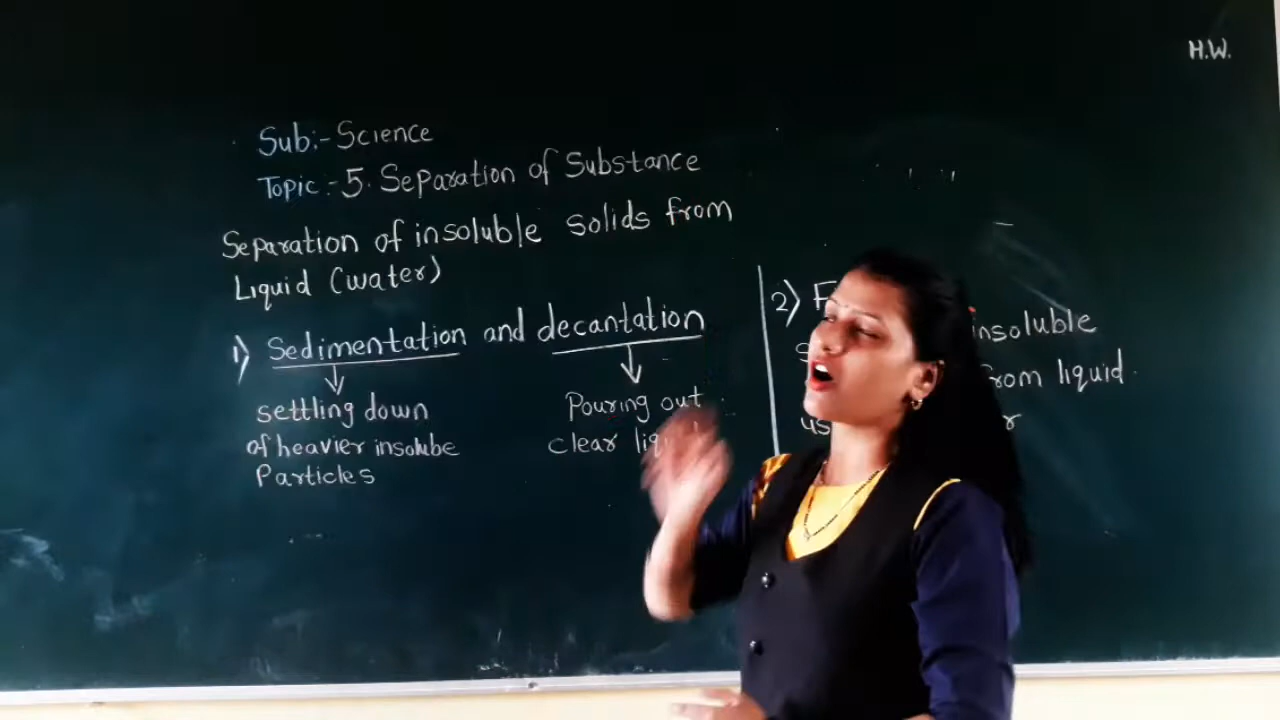 H.W.
Sub:- Science
Topic:- 5. Separation of Substance
Separation of insoluble solids from
Liquid (water)
1) Sedimentation and decantation
settling down
of heavier insolube
Particles
Pouring out
clear
2)
insoluble
from liquid.